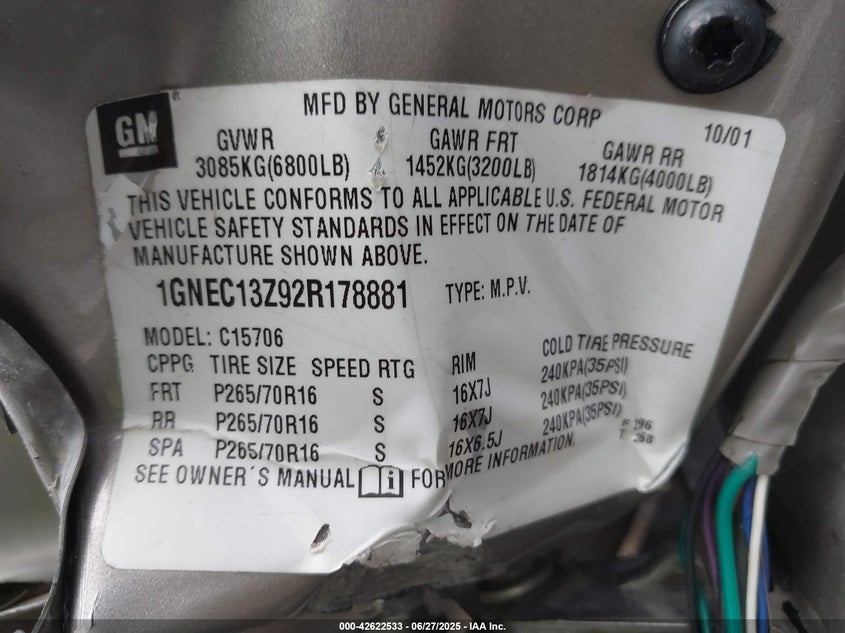 MFD BY GENERAL MOTORS CORP 10/01
GM®
GVWR GAWR FRT GAWR RR
3085KG(6800LB) 1452KG(3200LB) 1814KG(4000LB)
THIS VEHICLE CONFORMS TO ALL APPLICABLE U.S. FEDERAL MOTOR
VEHICLE SAFETY STANDARDS IN EFFECT ON THE DATE OF
MANUFACTURE SHOWN ABOVE.
1GNEC13Z92R178881 TYPE: M.P.V.
MODEL: C15706
CPPG TIRE SIZE SPEED RTG RIM COLD TIRE PRESSURE
FRT P265/70R16 S 16X7J 240KPA(35PSI)
RR P265/70R16 S 16X7J 240KPA(35PSI)
SPA P265/70R16 S 16X6.5J 240KPA(35PSI)
SEE OWNER'S MANUAL i FOR MORE INFORMATION.
296
T 268
000-42622533 - 06/27/2025 - IAA Inc.